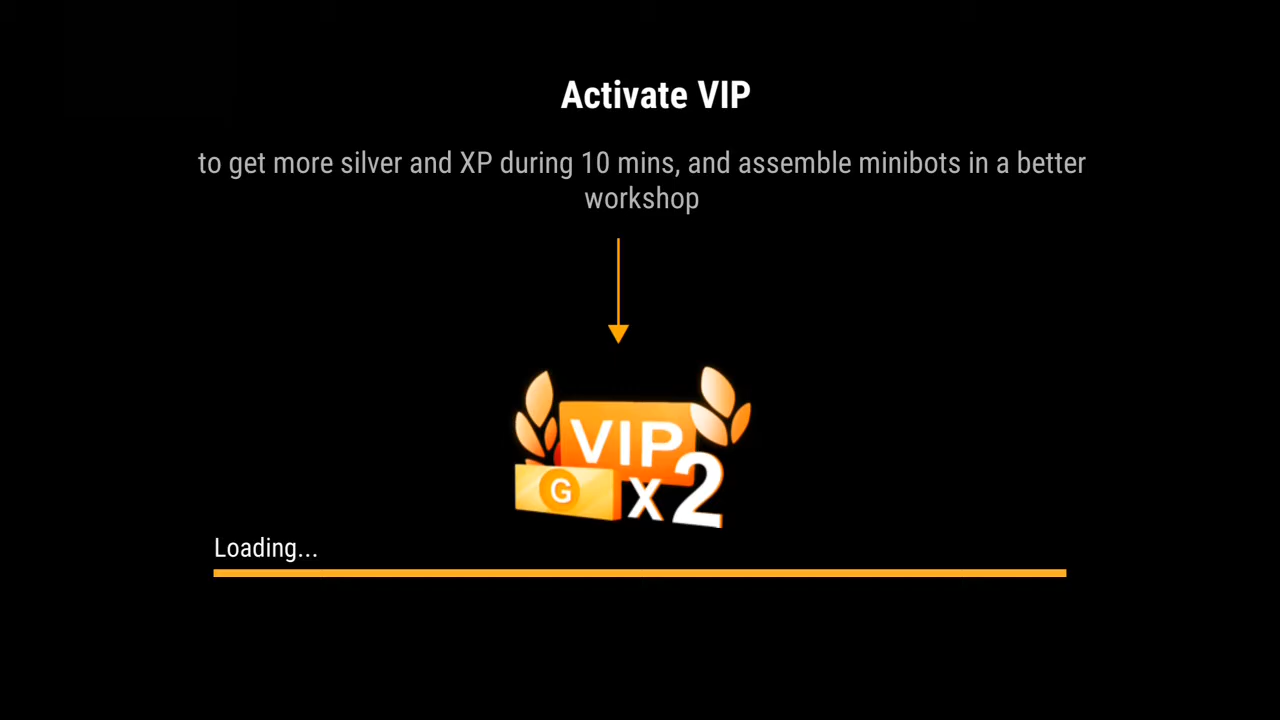 Activate VIP
to get more silver and XP during 10 mins, and assemble minibots in a better
workshop
VIP
G x2
Loading...